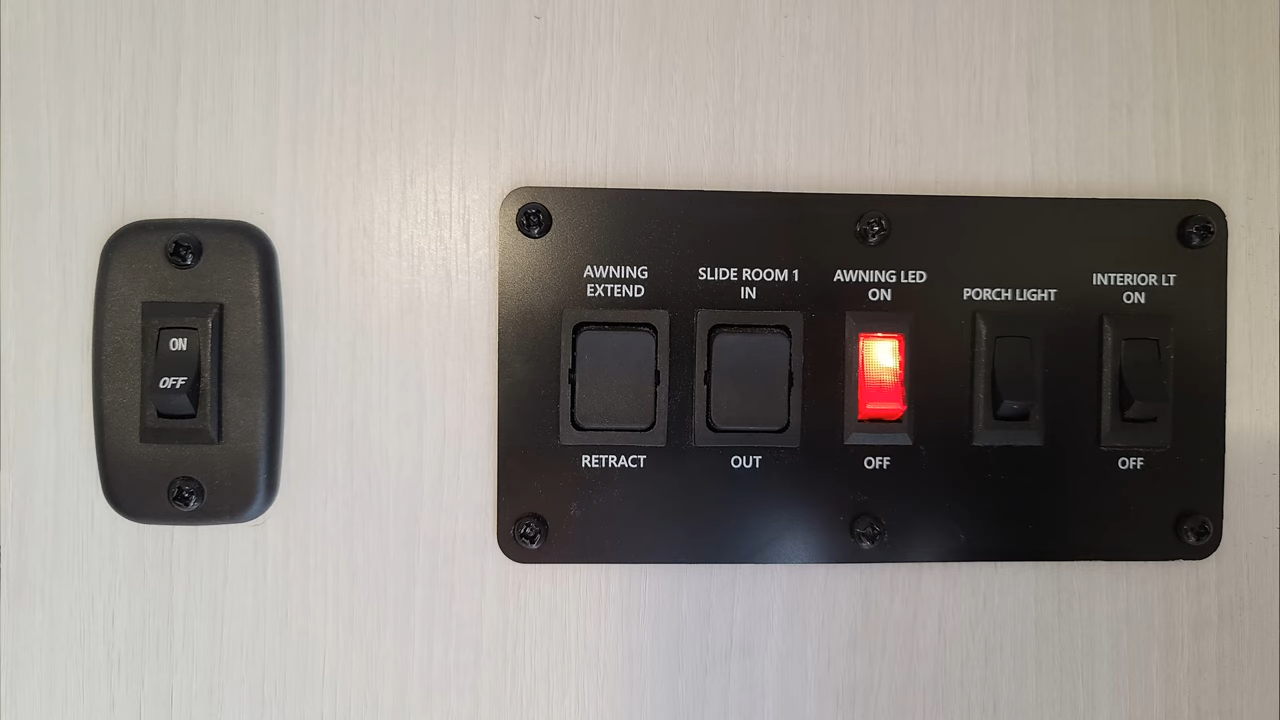 ON
OFF
AWNING
EXTEND
RETRACT
SLIDE ROOM 1
IN
OUT
AWNING LED
ON
OFF
PORCH LIGHT
INTERIOR LT
ON
OFF